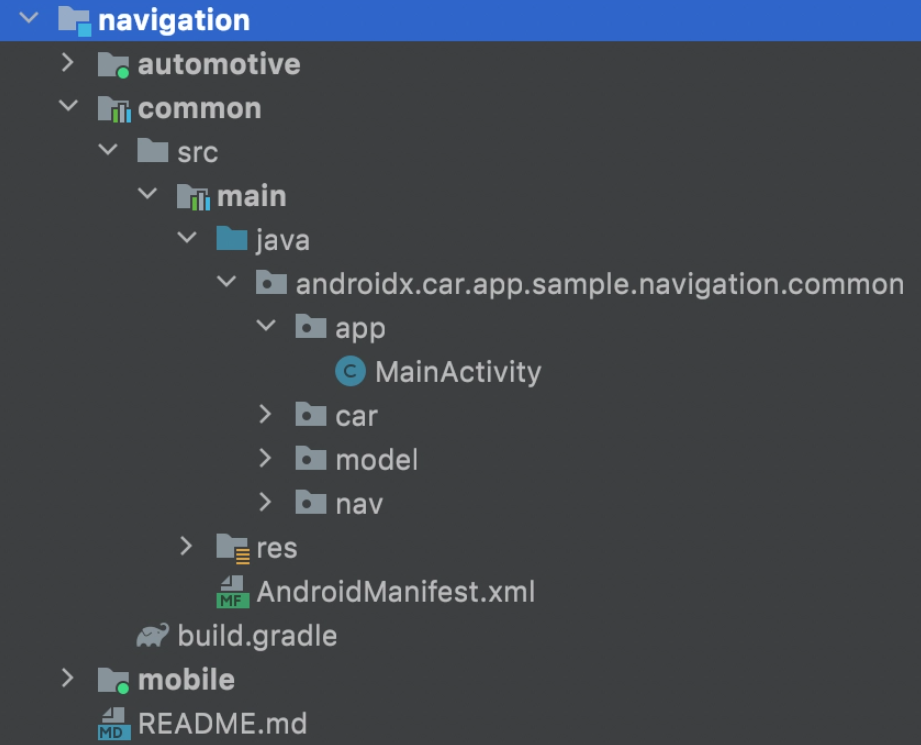 navigation
automotive
common
src
main
java
androidx.car.app.sample.navigation.common
app
C MainActivity
car
model
nav
res
MF AndroidManifest.xml
build.gradle
mobile
MD README.md